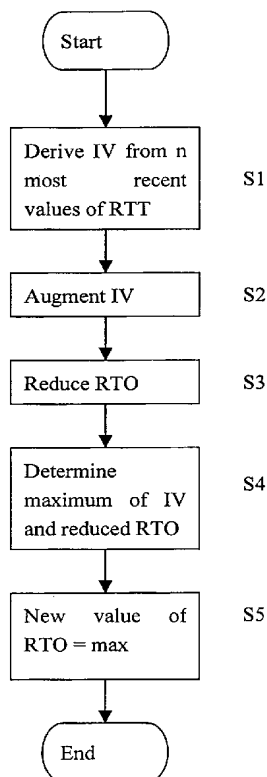 Start
Derive IV from n
most recent
values of RTT
S1
Augment IV
S2
Reduce RTO
S3
Determine
maximum of IV
and reduced RTO
S4
New value of
RTO = max
S5
End